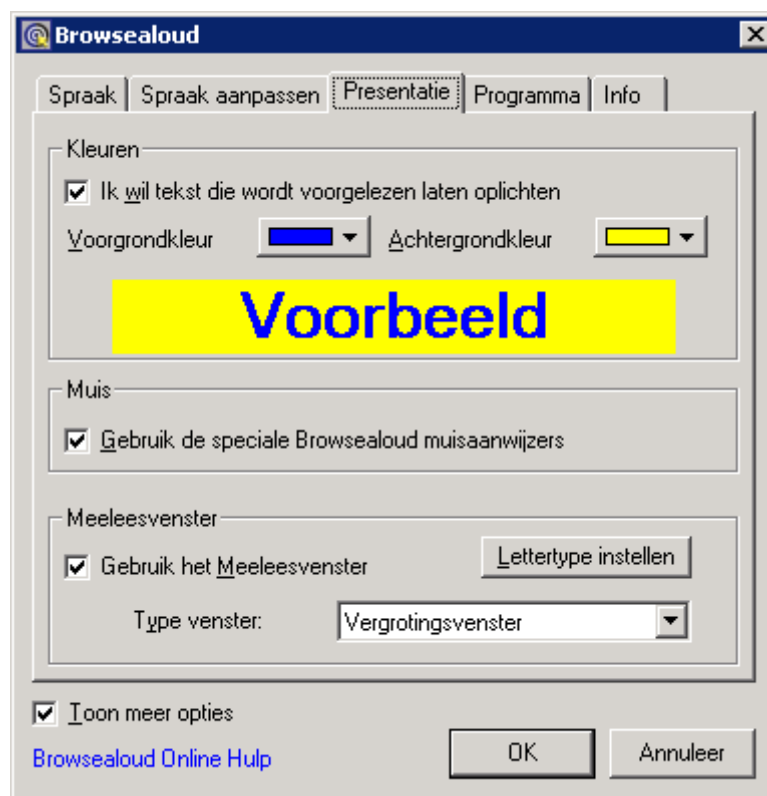 Browsealoud
Spraak Spraak aanpassen Presentatie Programma Info
Kleuren
Ik wil tekst die wordt voorgelezen laten oplichten
Voorgrondkleur Achtergrondkleur
Voorbeeld
Muis
Gebruik de speciale Browsealoud muisaanwijzers
Meeleesvenster
Gebruik het Meeleesvenster Lettertype instellen
Type venster: Vergrotingsvenster
Toon meer opties
Browsealoud Online Hulp OK Annuleer